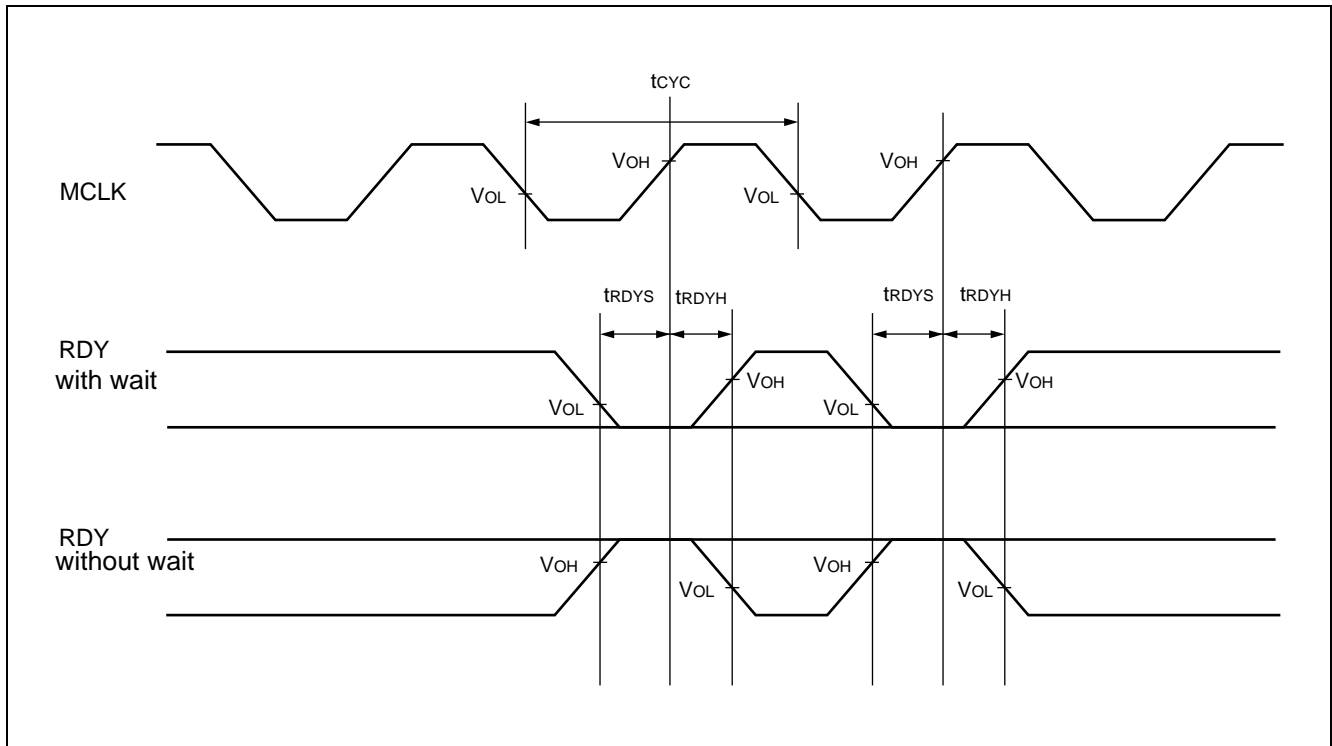 tCYC
VOH
VOH
MCLK
VOL
VOL
tRDYS
tRDYH
tRDYS
tRDYH
RDY
with wait
VOH
VOH
VOL
VOL
RDY
without wait
VOH
VOH
VOL
VOL